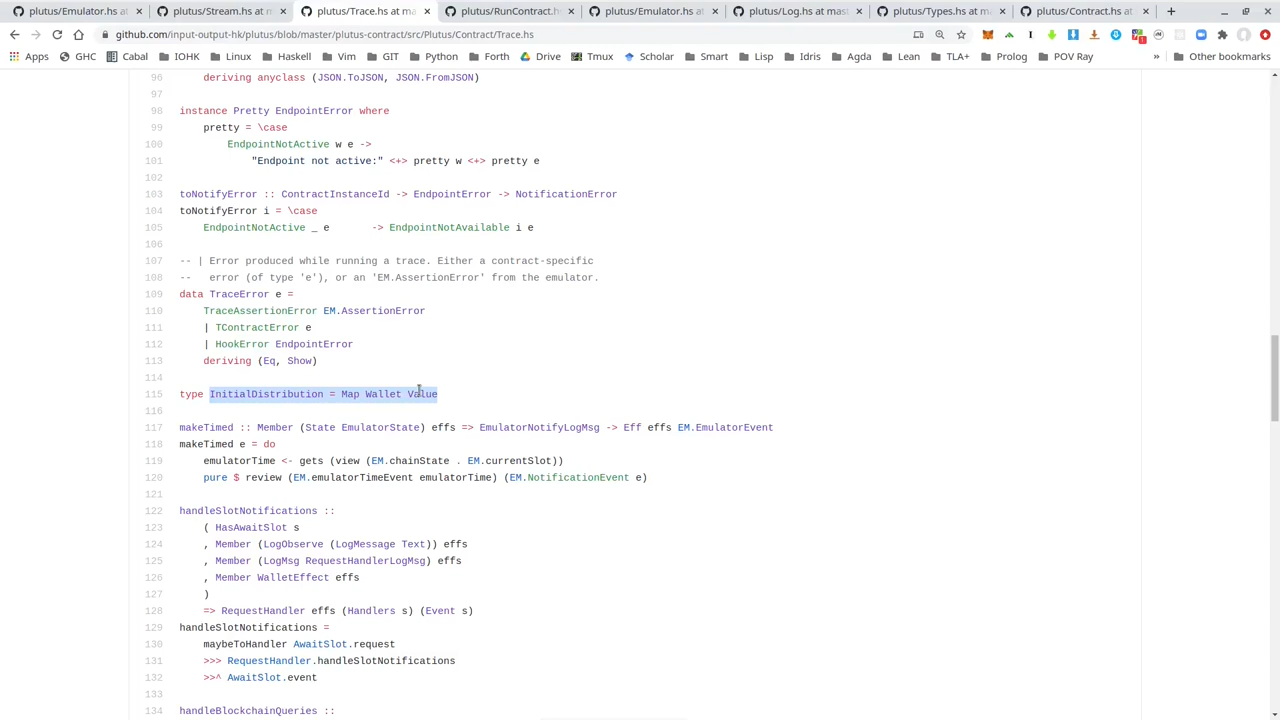 plutus/Emulator.hs at
plutus/Stream.hs at m
plutus/Trace.hs at ma
plutus/RunContract.hs
plutus/Emulator.hs at
plutus/Log.hs at mast
plutus/Types.hs at ma
plutus/Contract.hs at
github.com/input-output-hk/plutus/blob/master/plutus-contract/src/Plutus/Contract/Trace.hs
Apps GHC Cabal IOHK Linux Haskell GIT Python Forth Drive Tmux Scholar Smart Lisp Idris Agda Lean TLA+ Prolog POV Ray » Other bookmarks
96 deriving anyclass (JSON.ToJSON, JSON.FromJSON)
97
98 instance Pretty EndpointError where
99 pretty = \case
100 EndpointNotActive w e ->
101 "Endpoint not active:" <+> pretty w <+> pretty e
102
103 toNotifyError :: ContractInstanceId -> EndpointError -> NotificationError
104 toNotifyError i = \case
105 EndpointNotActive _ e -> EndpointNotAvailable i e
106
107 -- | Error produced while running a trace. Either a contract-specific
108 -- error (of type 'e'), or an 'EM.AssertionError' from the emulator.
109 data TraceError e =
110 TraceAssertionError EM.AssertionError
111 | TContractError e
112 | HookError EndpointError
113 deriving (Eq, Show)
114
115 type InitialDistribution = Map Wallet Value
116
117 makeTimed :: Member (State EmulatorState) effs => EmulatorNotifyLogMsg -> Eff effs EM.EmulatorEvent
118 makeTimed e = do
119 emulatorTime <- gets (view (EM.chainState . EM.currentSlot))
120 pure $ review (EM.emulatorTimeEvent emulatorTime) (EM.NotificationEvent e)
121
122 handleSlotNotifications ::
123 ( HasAwaitSlot s
124 , Member (LogObserve (LogMessage Text)) effs
125 , Member (LogMsg RequestHandlerLogMsg) effs
126 , Member WalletEffect effs
127 )
128 => RequestHandler effs (Handlers s) (Event s)
129 handleSlotNotifications =
130 maybeToHandler AwaitSlot.request
131 >>> RequestHandler.handleSlotNotifications
132 >>^ AwaitSlot.event
133
134 handleBlockchainQueries ::